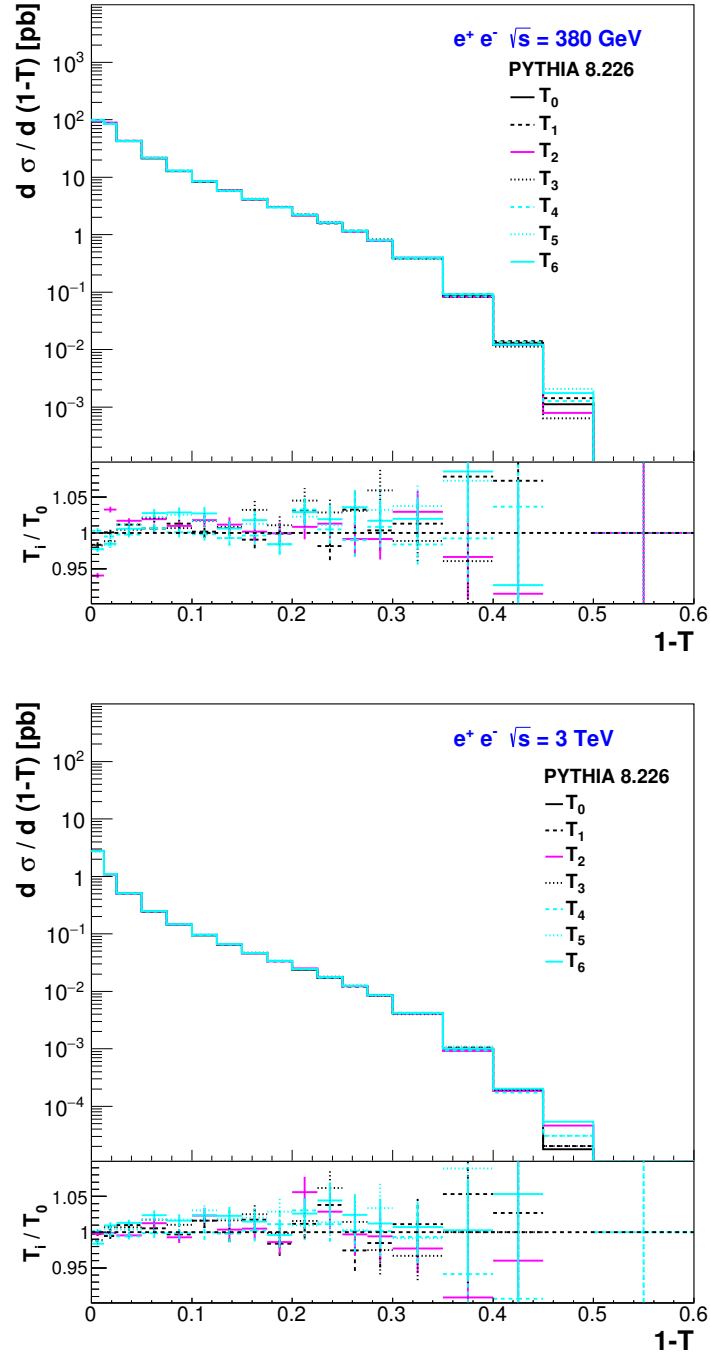 e⁺ e⁻ √s = 380 GeV
PYTHIA 8.226
T₀
T₁
T₂
T₃
T₄
T₅
T₆
d σ / d (1-T) [pb]
10³
10²
10
1
10⁻¹
10⁻²
10⁻³
Tᵢ / T₀
1.05
1
0.95
0 0.1 0.2 0.3 0.4 0.5 0.6
1-T
e⁺ e⁻ √s = 3 TeV
PYTHIA 8.226
T₀
T₁
T₂
T₃
T₄
T₅
T₆
d σ / d (1-T) [pb]
10²
10
1
10⁻¹
10⁻²
10⁻³
10⁻⁴
Tᵢ / T₀
1.05
1
0.95
0 0.1 0.2 0.3 0.4 0.5 0.6
1-T